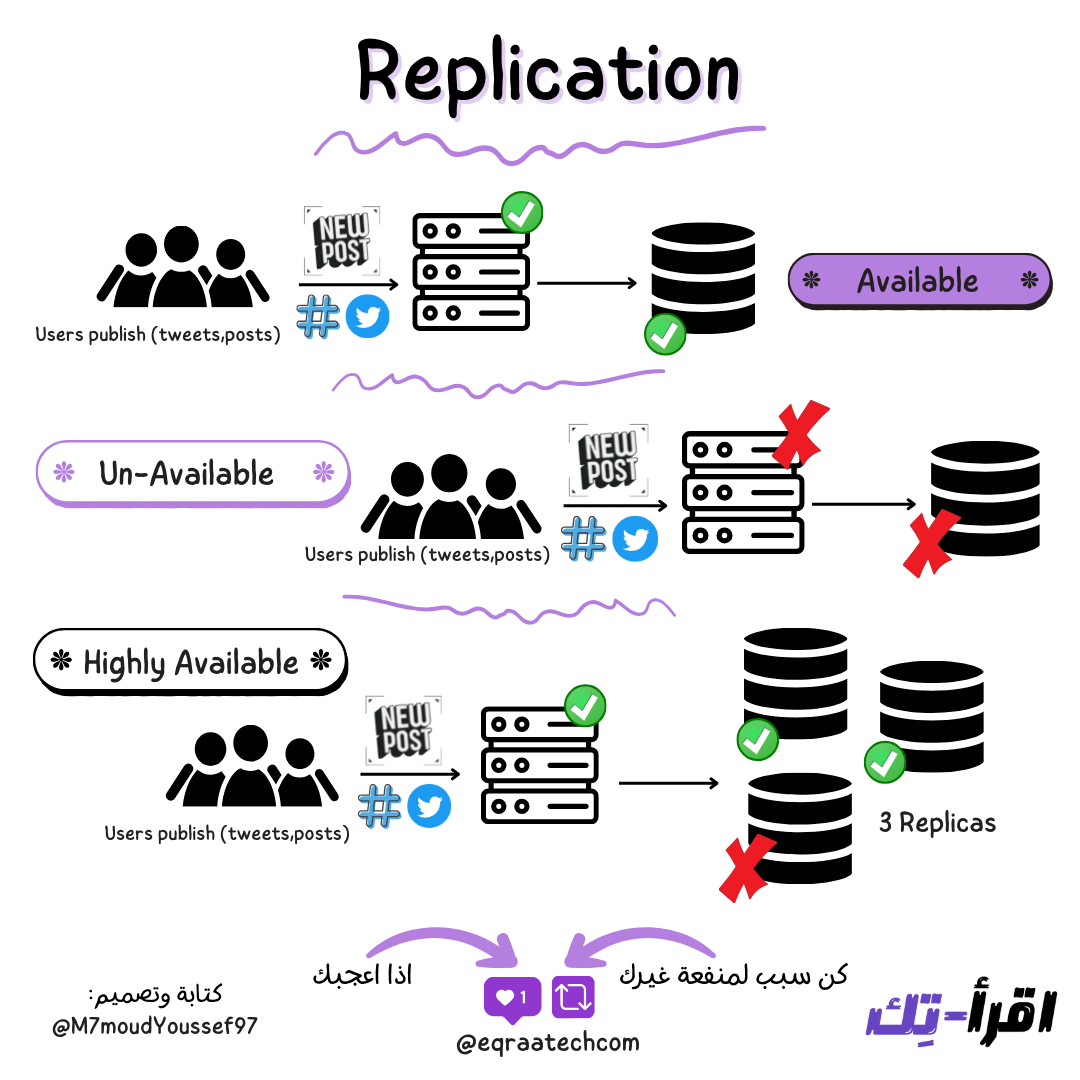 Replication
NEW
POST
Users publish (tweets,posts)
Available
Un-Available
NEW
POST
Users publish (tweets,posts)
Highly Available
NEW
POST
Users publish (tweets,posts)
3 Replicas
اذا اعجبك
كن سبب لمنفعة غيرك
1
@eqraatechcom
كتابة وتصميم:
@M7moudYoussef97
اقرأ-تِك